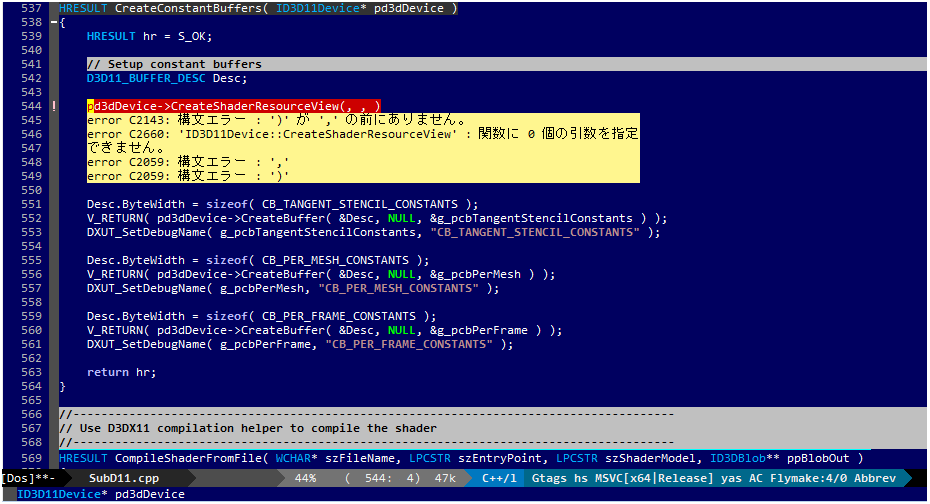 537 HRESULT CreateConstantBuffers( ID3D11Device* pd3dDevice )
538 {
539 HRESULT hr = S_OK;
540
541 // Setup constant buffers
542 D3D11_BUFFER_DESC Desc;
543
544 ! pd3dDevice->CreateShaderResourceView(, , )
545 error C2143: 構文エラー : ')' が ',' の前にありません。
546 error C2660: 'ID3D11Device::CreateShaderResourceView' : 関数に 0 個の引数を指定
547 できません。
548 error C2059: 構文エラー : ','
549 error C2059: 構文エラー : ')'
550
551 Desc.ByteWidth = sizeof( CB_TANGENT_STENCIL_CONSTANTS );
552 V_RETURN( pd3dDevice->CreateBuffer( &Desc, NULL, &g_pcbTangentStencilConstants ) );
553 DXUT_SetDebugName( g_pcbTangentStencilConstants, "CB_TANGENT_STENCIL_CONSTANTS" );
554
555 Desc.ByteWidth = sizeof( CB_PER_MESH_CONSTANTS );
556 V_RETURN( pd3dDevice->CreateBuffer( &Desc, NULL, &g_pcbPerMesh ) );
557 DXUT_SetDebugName( g_pcbPerMesh, "CB_PER_MESH_CONSTANTS" );
558
559 Desc.ByteWidth = sizeof( CB_PER_FRAME_CONSTANTS );
560 V_RETURN( pd3dDevice->CreateBuffer( &Desc, NULL, &g_pcbPerFrame ) );
561 DXUT_SetDebugName( g_pcbPerFrame, "CB_PER_FRAME_CONSTANTS" );
562
563 return hr;
564 }
565
566 //--------------------------------------------------------------------------------------
567 // Use D3DX11 compilation helper to compile the shader
568 //--------------------------------------------------------------------------------------
569 HRESULT CompileShaderFromFile( WCHAR* szFileName, LPCSTR szEntryPoint, LPCSTR szShaderModel, ID3DBlob** ppBlobOut )
[Dos]**- SubD11.cpp 44% ( 544: 4) 47k C++/l Gtags hs MSVC[x64|Release] yas AC Flymake:4/0 Abbrev
ID3D11Device* pd3dDevice